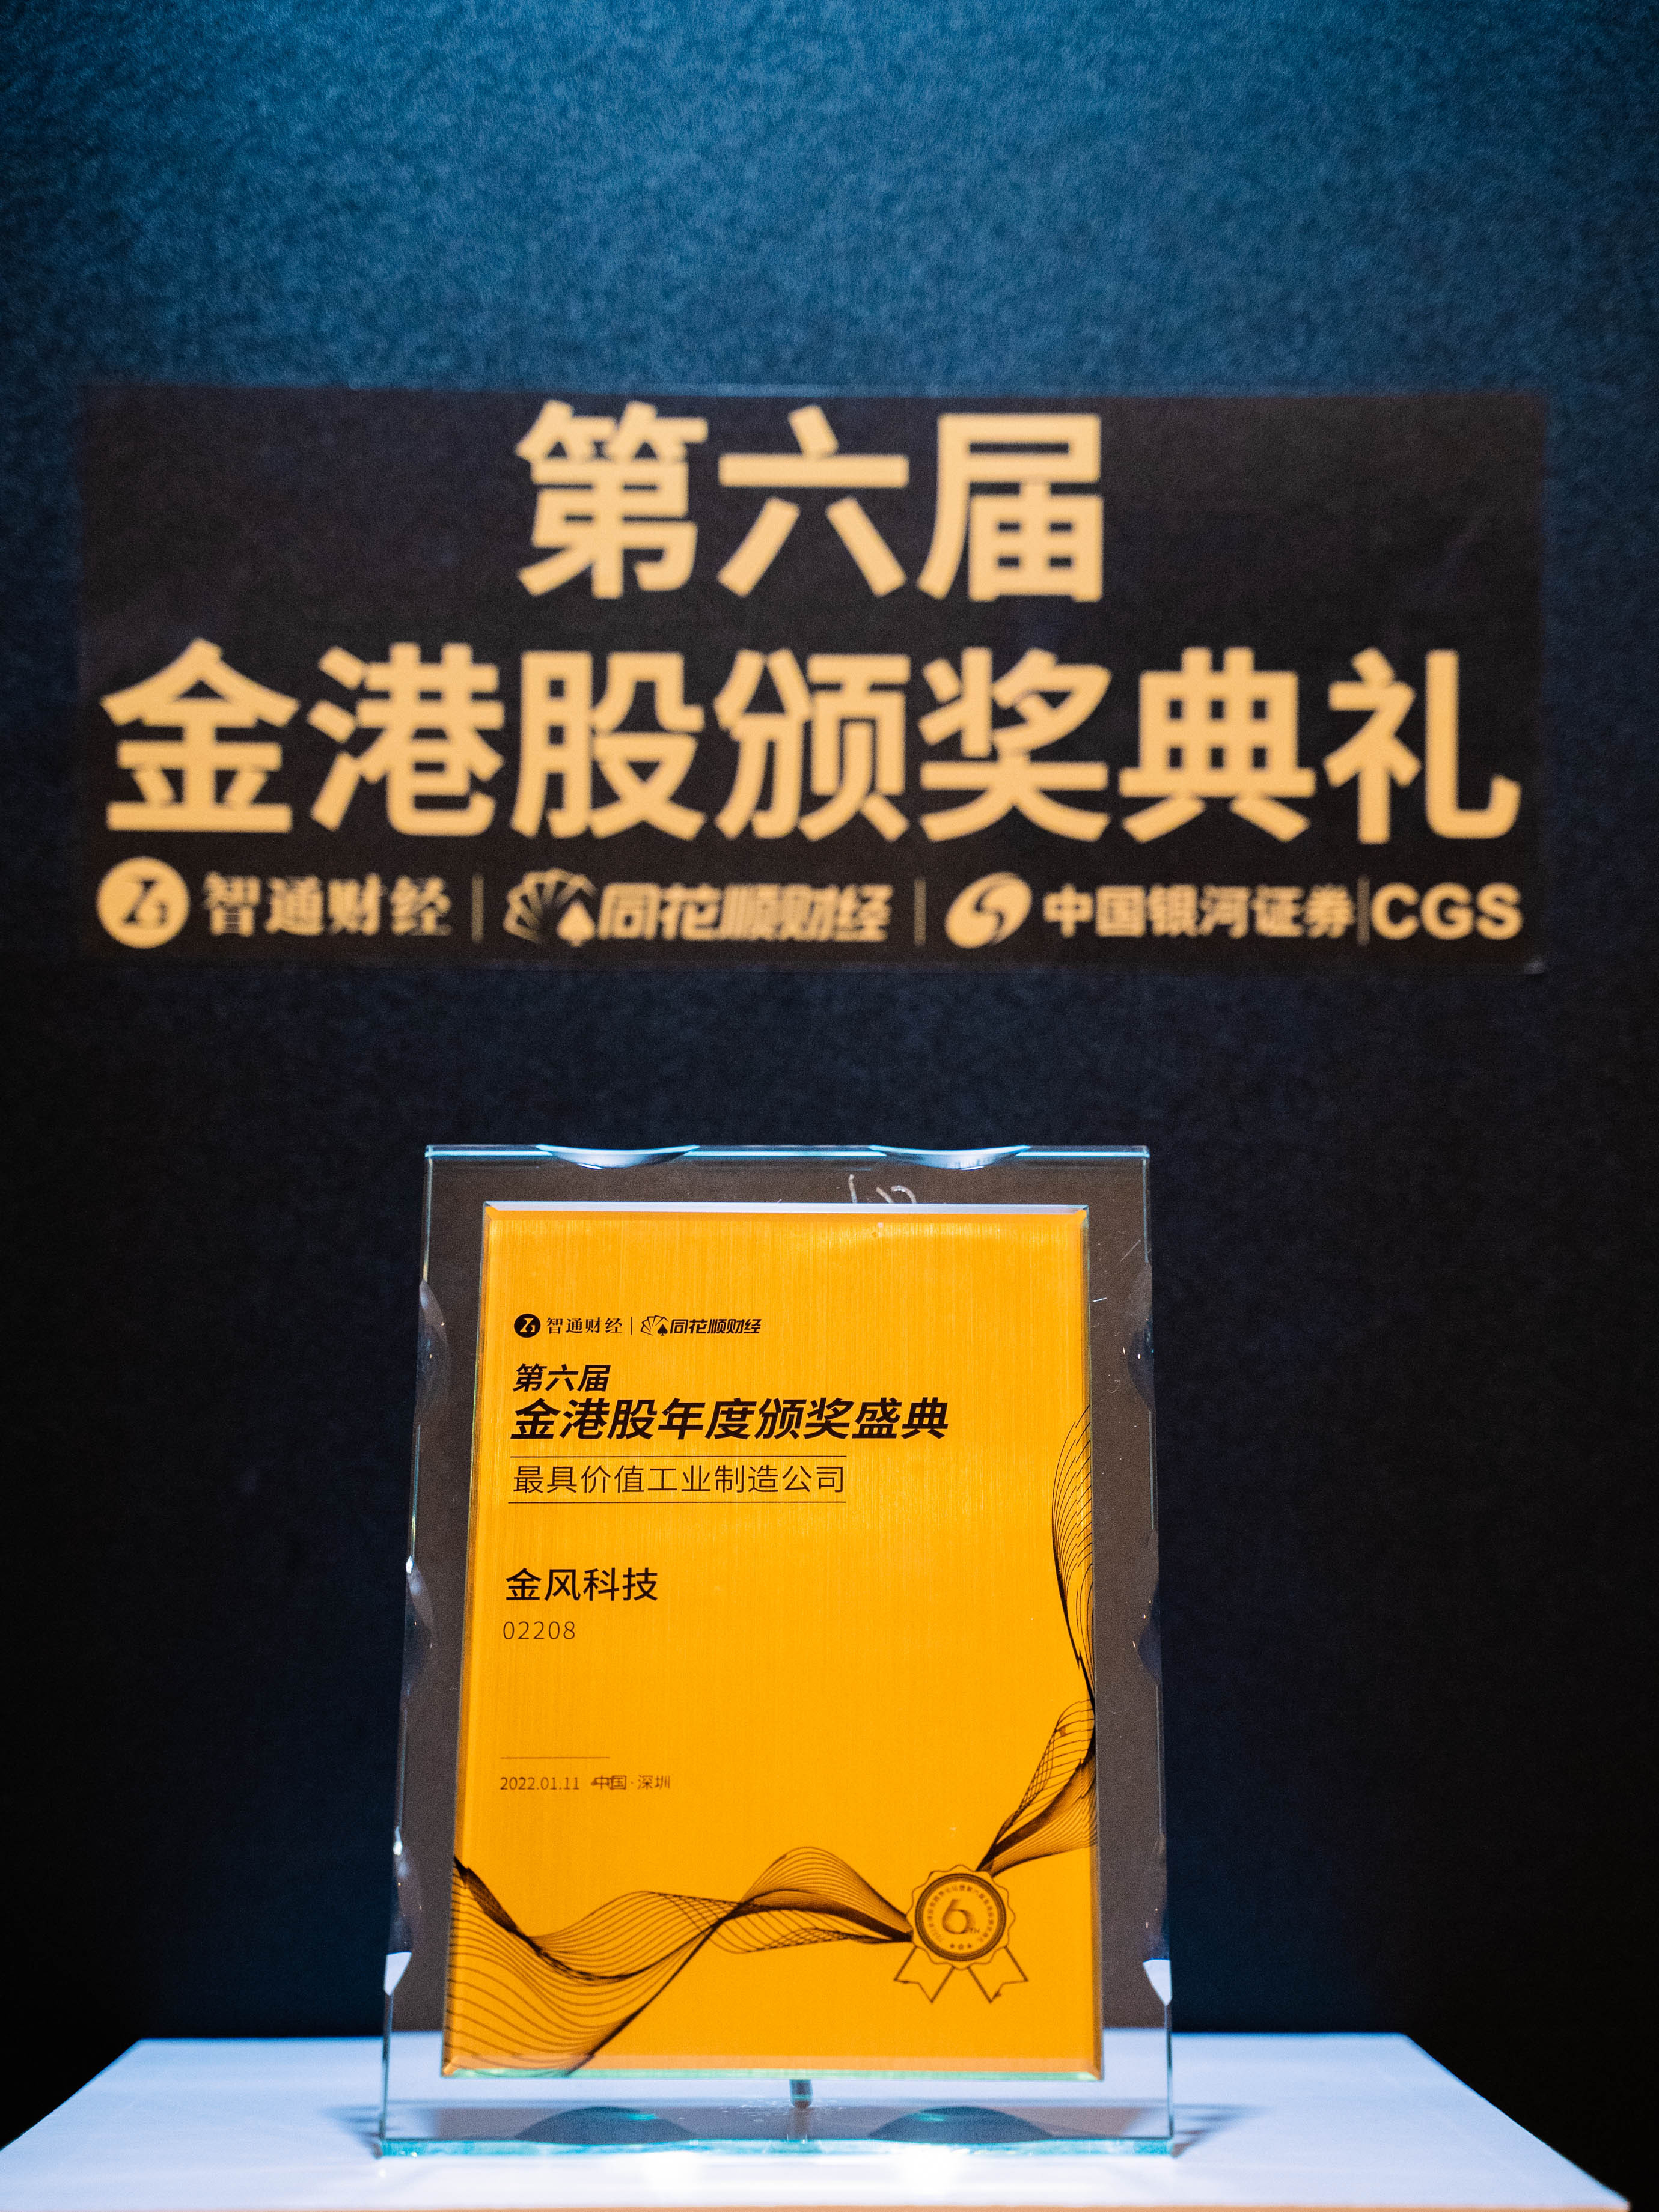 第六届
金港股颁奖典礼
智通财经 | 同花顺财经 | 中国银河证券 | CGS
智通财经 | 同花顺财经
第六届
金港股年度颁奖盛典
最具价值工业制造公司
金风科技
02208
2022.01.11 中国·深圳
6TH